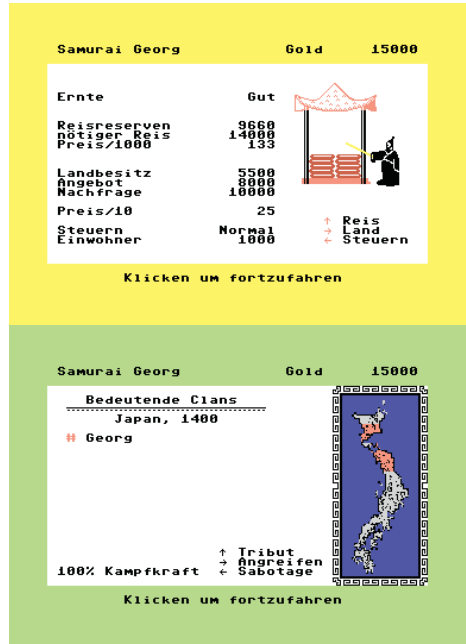 Samurai Georg Gold 15000
Ernte Gut
Reisreserven 9660
nötiger Reis 14000
Preis/1000 133
Landbesitz 5500
Angebot 8000
Nachfrage 10000
Preis/10 25
↑ Reis
Steuern Normal → Land
Einwohner 1000 ← Steuern
Klicken um fortzufahren
Samurai Georg Gold 15000
Bedeutende Clans
Japan, 1400
# Georg
↑ Tribut
→ Angreifen
100% Kampfkraft ← Sabotage
Klicken um fortzufahren